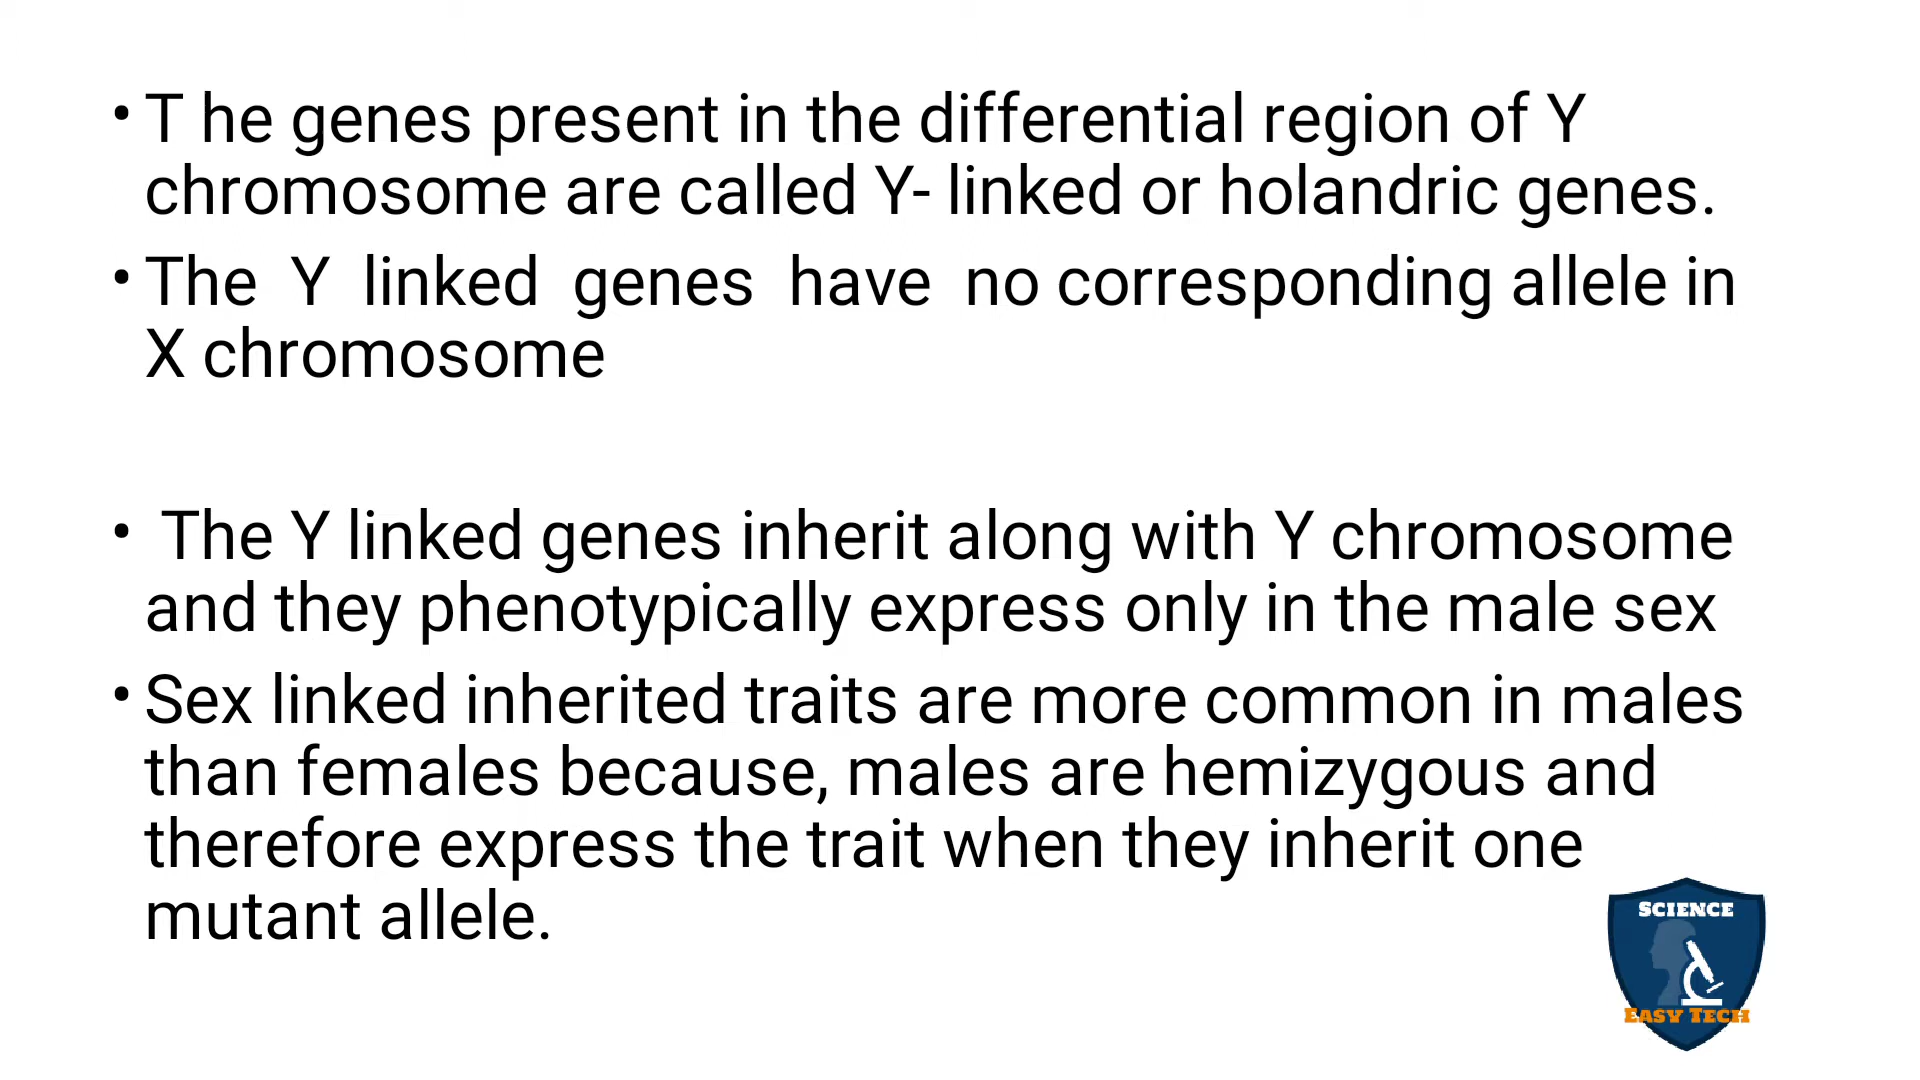 • T he genes present in the differential region of Y
chromosome are called Y- linked or holandric genes.
• The Y linked genes have no corresponding allele in
X chromosome
• The Y linked genes inherit along with Y chromosome
and they phenotypically express only in the male sex
• Sex linked inherited traits are more common in males
than females because, males are hemizygous and
therefore express the trait when they inherit one
mutant allele.
SCIENCE
EASY TECH